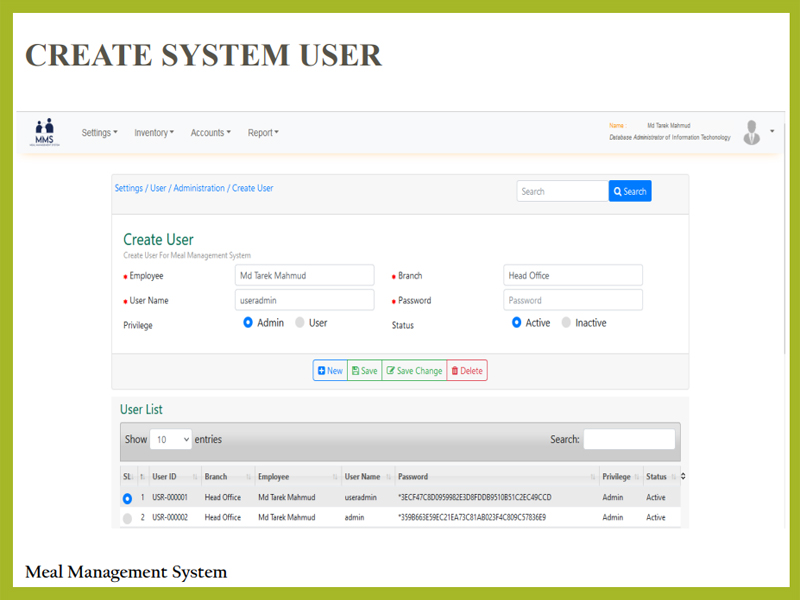 CREATE SYSTEM USER
MMS
MEAL MANAGEMENT SYSTEM
Settings Inventory Accounts Report
Name : Md Tarek Mahmud
Database Administrator of Information Techonology
Settings / User / Administration / Create User
Search Search
Create User
Create User For Meal Management System
Employee Md Tarek Mahmud Branch Head Office
User Name useradmin Password Password
Privilege Admin User Status Active Inactive
New Save Save Change Delete
User List
Show 10 entries Search:
User ID Branch Employee User Name Password Privilege Status
1 USR-000001 Head Office Md Tarek Mahmud useradmin *3ECF47C8D0959982E3D8FDDB9510B51C2EC49CCD Admin Active
2 USR-000002 Head Office Md Tarek Mahmud admin *359B663E59EC21EA73C81AB023F4C809C57836E9 Admin Active
Meal Management System